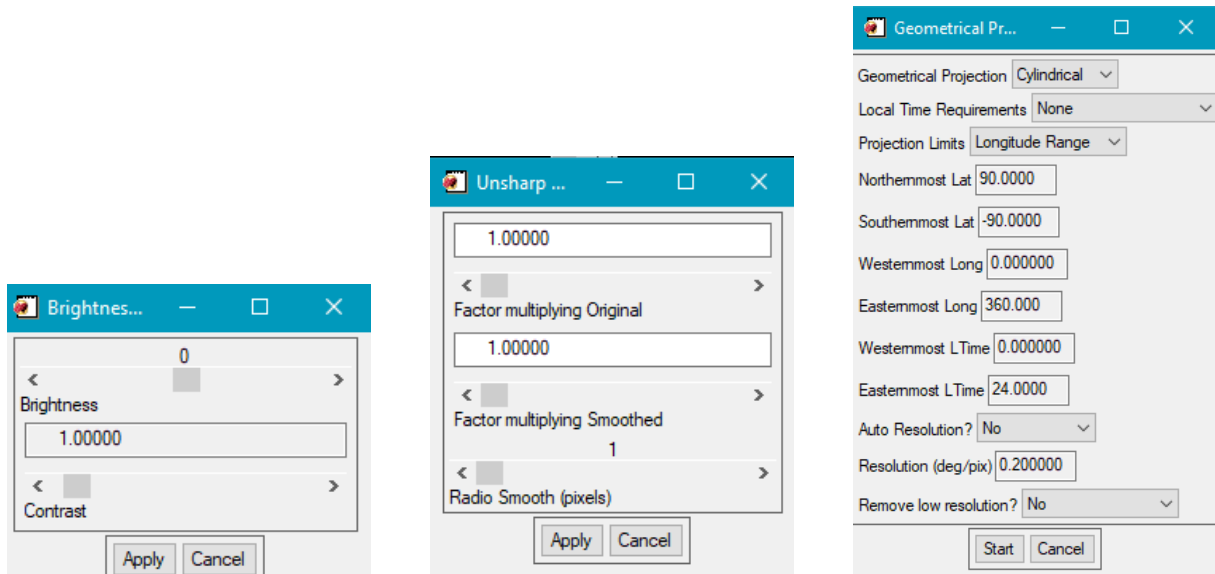 Brightnes...
0
Brightness
1.00000
Contrast
Apply Cancel
Unsharp ...
1.00000
Factor multiplying Original
1.00000
Factor multiplying Smoothed
1
Radio Smooth (pixels)
Apply Cancel
Geometrical Pr...
Geometrical Projection Cylindrical
Local Time Requirements None
Projection Limits Longitude Range
Northernmost Lat 90.0000
Southernmost Lat -90.0000
Westernmost Long 0.000000
Easternmost Long 360.000
Westernmost LTime 0.000000
Easternmost LTime 24.0000
Auto Resolution? No
Resolution (deg/pix) 0.200000
Remove low resolution? No
Start Cancel